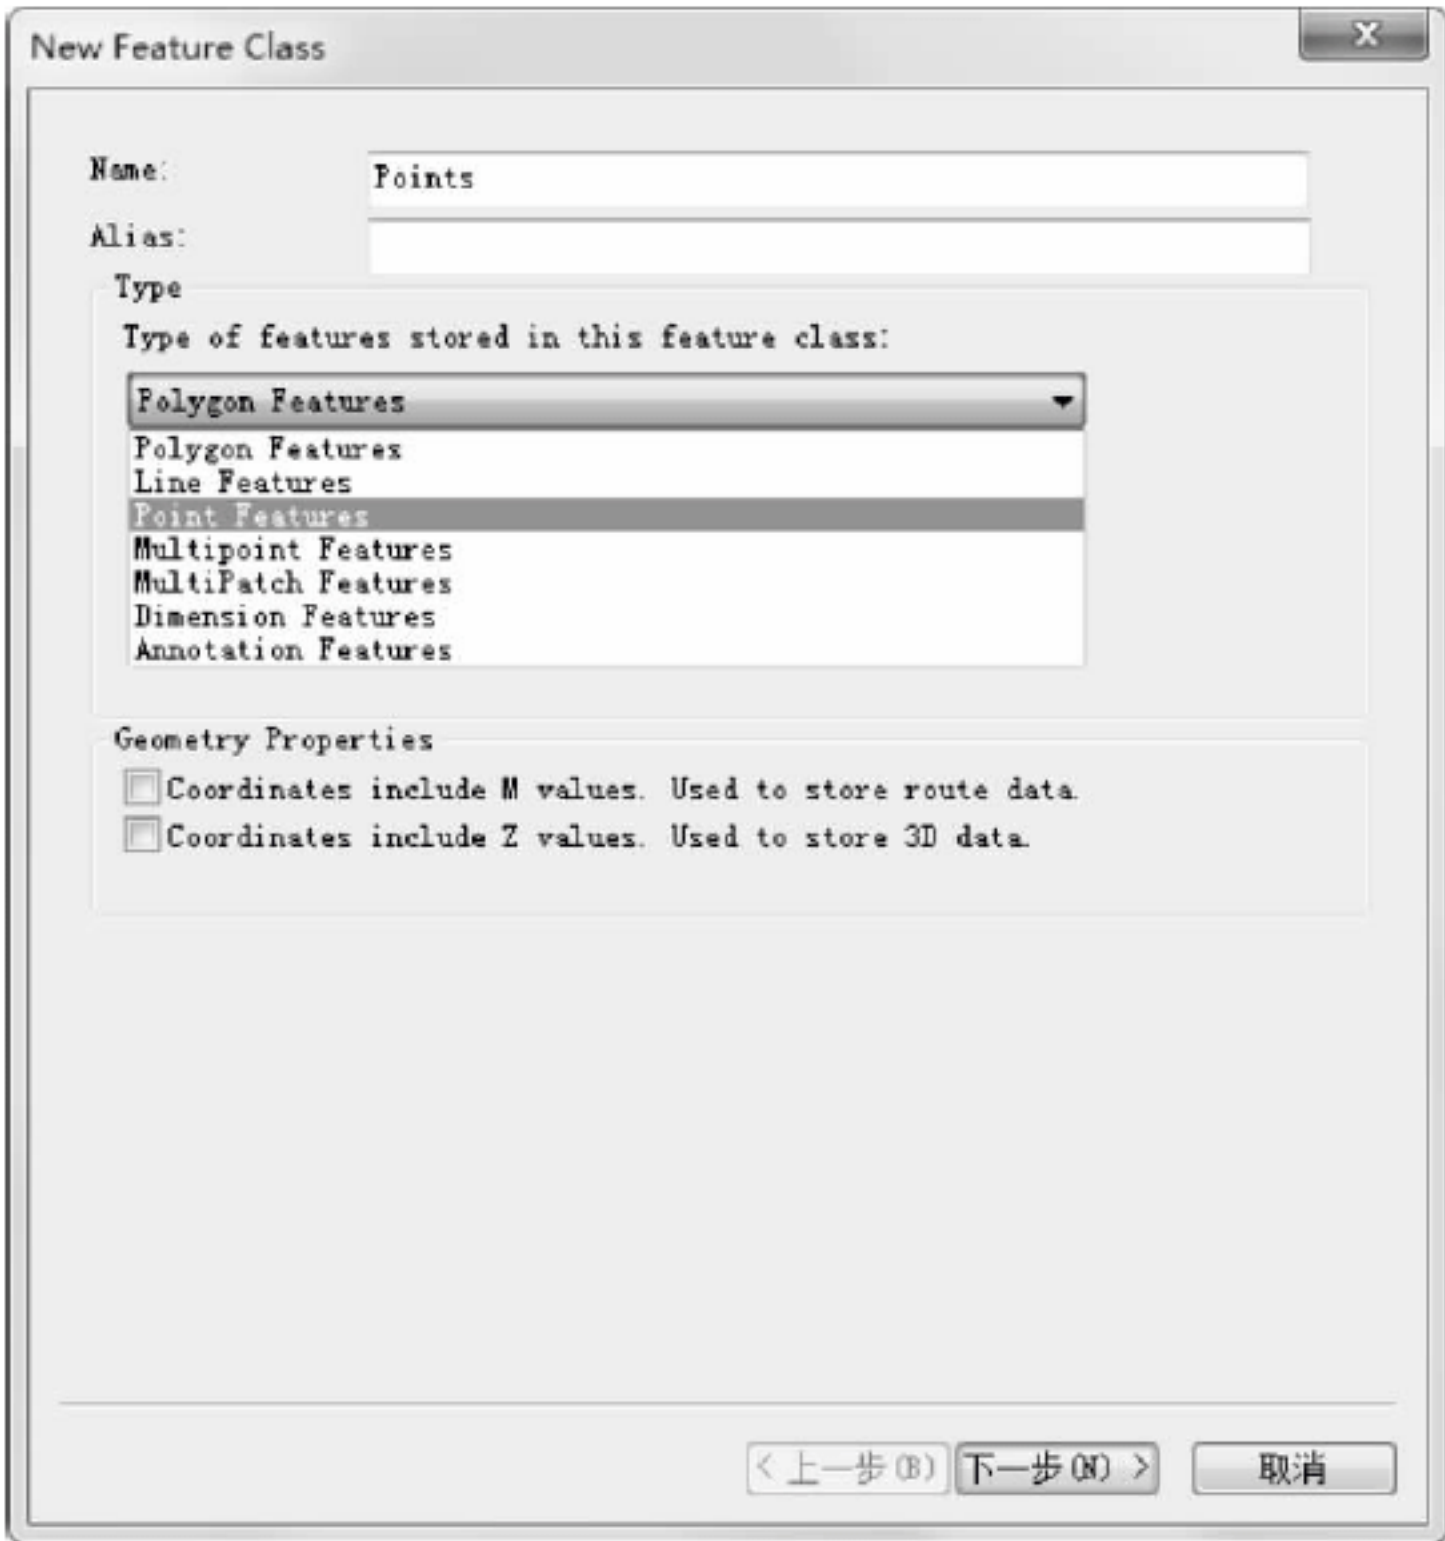 New Feature Class
Name:
Points
Alias:
Type
Type of features stored in this feature class:
Polygon Features
Polygon Features
Line Features
Point Features
Multipoint Features
MultiPatch Features
Dimension Features
Annotation Features
Geometry Properties
Coordinates include M values. Used to store route data.
Coordinates include Z values. Used to store 3D data.
< 上一步(B) 下一步(N) > 取消